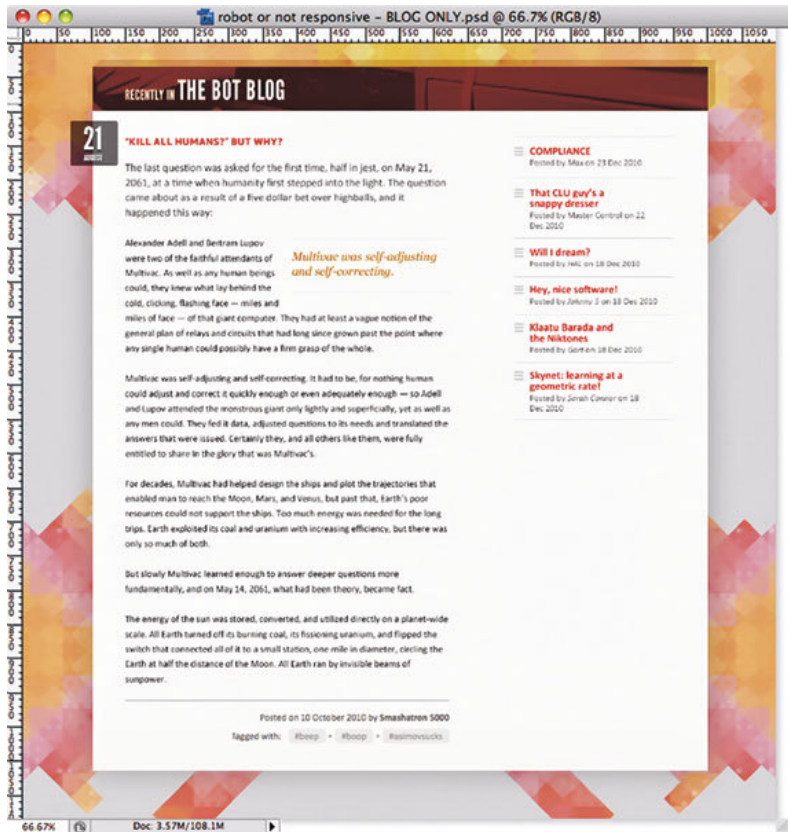 robot or not responsive – BLOG ONLY.psd @ 66.7% (RGB/8)
0 50 100 150 200 250 300 350 400 450 500 550 600 650 700 750 800 850 900 950 1000 1050
RECENTLY IN THE BOT BLOG
21
AUGUST
"KILL ALL HUMANS?" BUT WHY?
The last question was asked for the first time, half in jest, on May 21,
2061, at a time when humanity first stepped into the light. The question
came about as a result of a five dollar bet over highballs, and it
happened this way:
Alexander Adell and Bertram Lupov
were two of the faithful attendants of
Multivac. As well as any human beings
could, they knew what lay behind the
cold, clicking, flashing face — miles and
miles of face — of that giant computer. They had at least a vague notion of the
general plan of relays and circuits that had long since grown past the point where
any single human could possibly have a firm grasp of the whole.
Multivac was self-adjusting
and self-correcting.
Multivac was self-adjusting and self-correcting. It had to be, for nothing human
could adjust and correct it quickly enough or even adequately enough — so Adell
and Lupov attended the monstrous giant only lightly and superficially, yet as well as
any men could. They fed it data, adjusted questions to its needs and translated the
answers that were issued. Certainly they, and all others like them, were fully
entitled to share in the glory that was Multivac's.
For decades, Multivac had helped design the ships and plot the trajectories that
enabled man to reach the Moon, Mars, and Venus, but past that, Earth's poor
resources could not support the ships. Too much energy was needed for the long
trips. Earth exploited its coal and uranium with increasing efficiency, but there was
only so much of both.
But slowly Multivac learned enough to answer deeper questions more
fundamentally, and on May 14, 2061, what had been theory, became fact.
The energy of the sun was stored, converted, and utilized directly on a planet-wide
scale. All Earth turned off its burning coal, its fissioning uranium, and flipped the
switch that connected all of it to a small station, one mile in diameter, circling the
Earth at half the distance of the Moon. All Earth ran by invisible beams of
sunpower.
Posted on 10 October 2010 by Smashatron 5000
Tagged with: #beep • #boop • #asimovsucks
COMPLIANCE
Posted by Max on 23 Dec 2010
That CLU guy's a
snappy dresser
Posted by Master Control on 22
Dec 2010
Will I dream?
Posted by HAL on 18 Dec 2010
Hey, nice software!
Posted by Johnny 5 on 18 Dec 2010
Klaatu Barada and
the Niktones
Posted by Gort on 18 Dec 2010
Skynet: learning at a
geometric rate!
Posted by Sarah Connor on 18
Dec 2010
66.67% Doc: 3.57M/108.1M